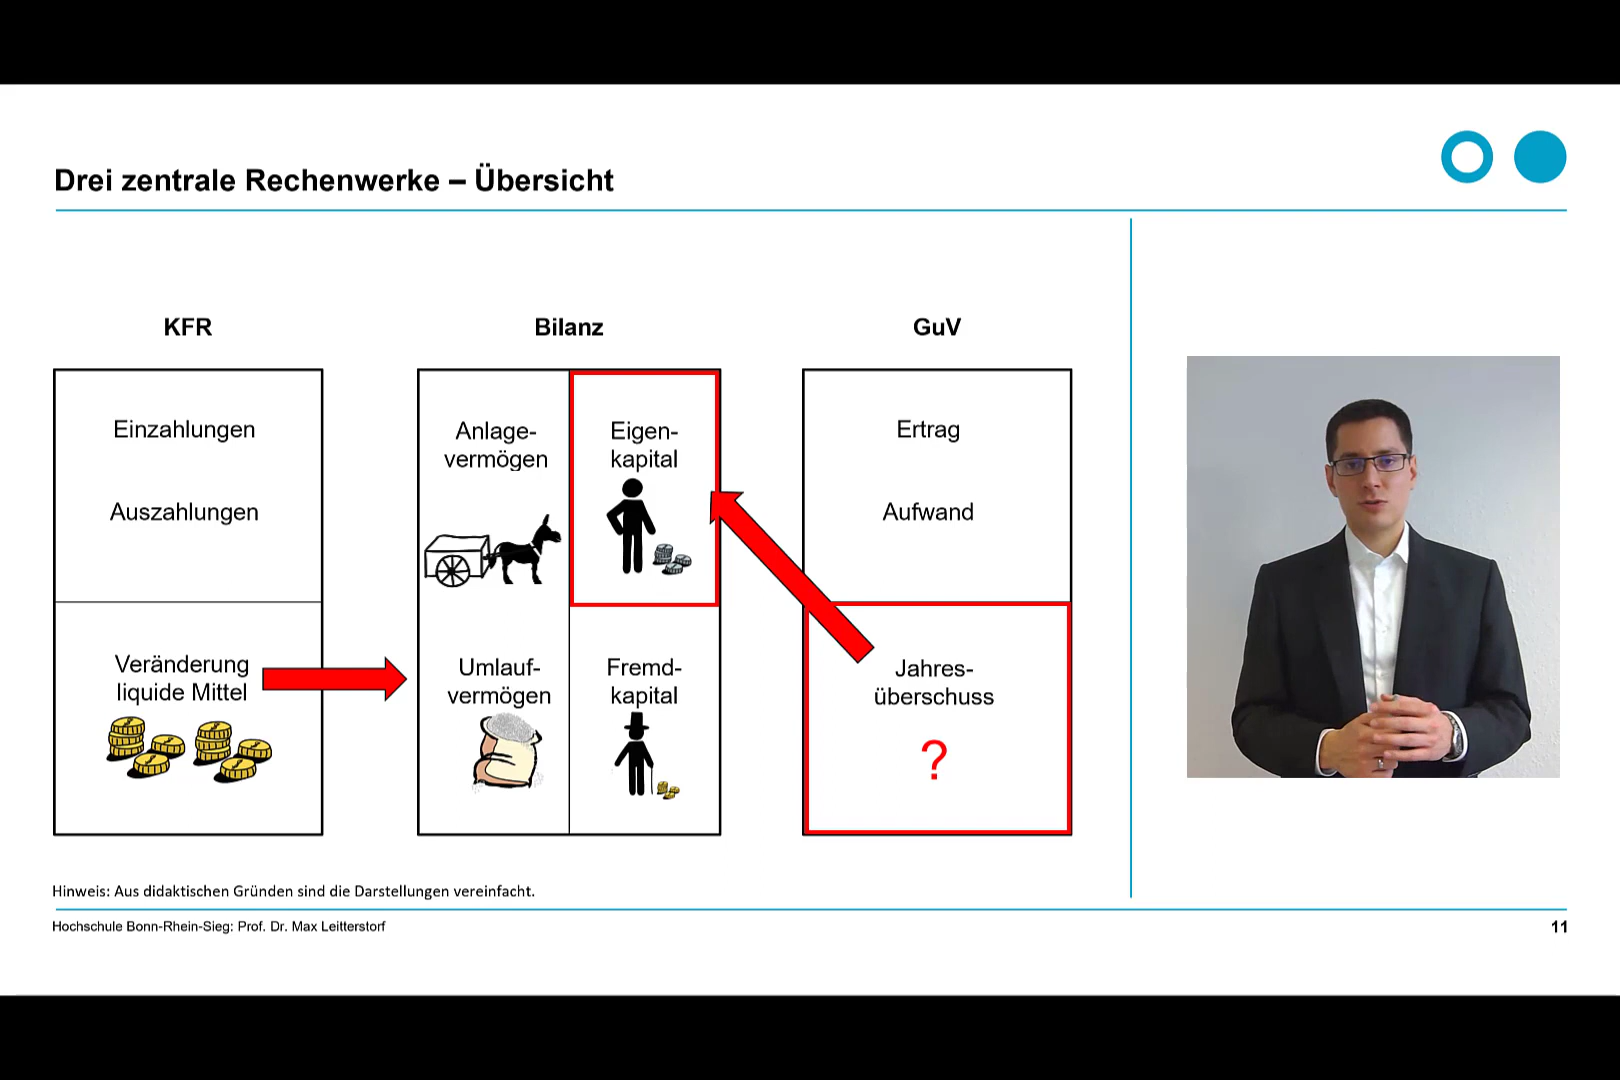 Drei zentrale Rechenwerke – Übersicht
KFR
Bilanz
GuV
Einzahlungen
Auszahlungen
Veränderung
liquide Mittel
Anlage-
vermögen
Eigen-
kapital
Umlauf-
vermögen
Fremd-
kapital
Ertrag
Aufwand
Jahres-
überschuss
?
Hinweis: Aus didaktischen Gründen sind die Darstellungen vereinfacht.
Hochschule Bonn-Rhein-Sieg: Prof. Dr. Max Leitterstorf
11